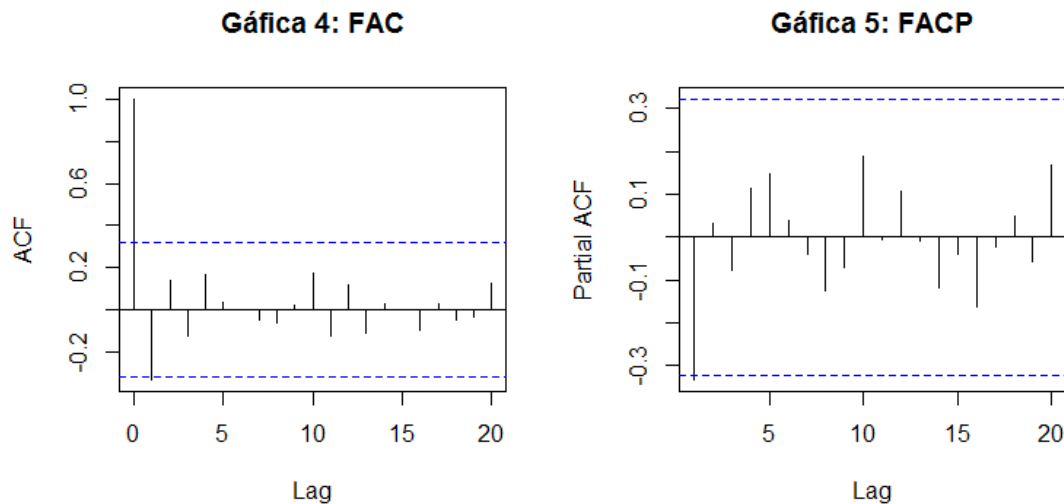 Gáfica 4: FAC
ACF
1.0
0.6
0.2
-0.2
0 5 10 15 20
Lag
Gáfica 5: FACP
Partial ACF
0.3
0.1
-0.1
-0.3
5 10 15 20
Lag